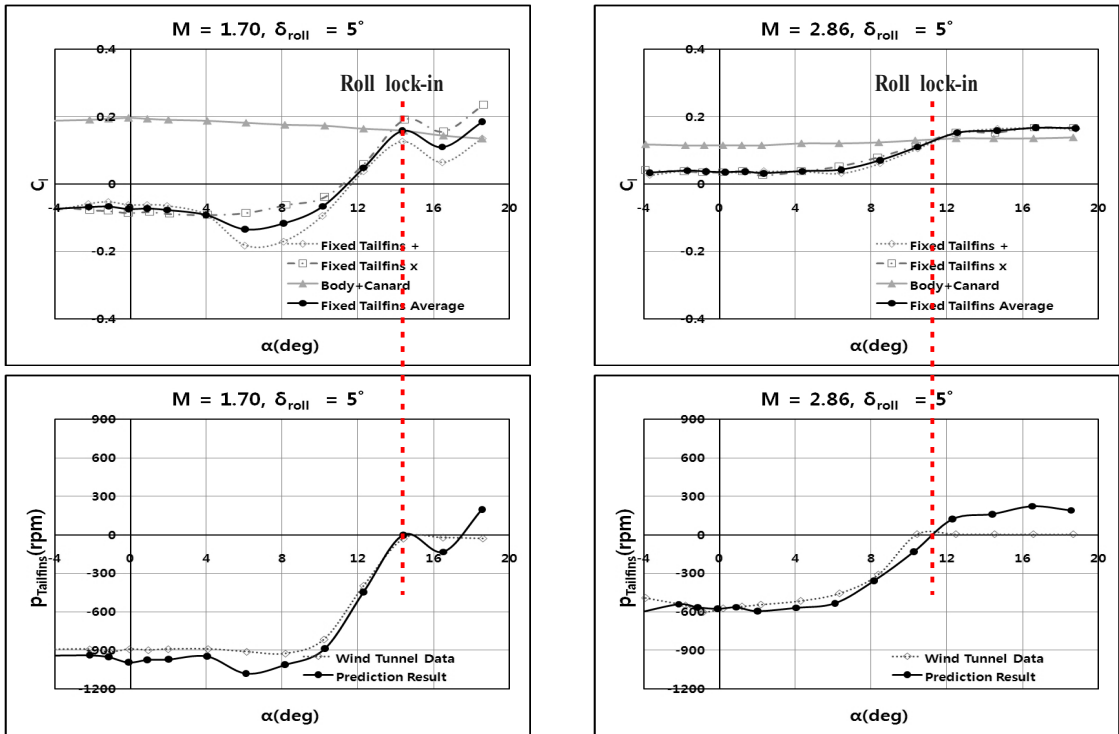 M = 1.70, δroll = 5°
Roll lock-in
0.4
0.2
0
-0.2
-0.4
Cl
-4 0 4 8 12 16 20
Fixed Tailfins +
Fixed Tailfins x
Body+Canard
Fixed Tailfins Average
α(deg)
M = 2.86, δroll = 5°
Roll lock-in
0.4
0.2
0
-0.2
-0.4
Cl
-4 0 4 8 12 16 20
Fixed Tailfins +
Fixed Tailfins x
Body+Canard
Fixed Tailfins Average
α(deg)
M = 1.70, δroll = 5°
900
600
300
0
-300
-600
-900
-1200
pTailfins(rpm)
-4 0 4 8 12 16 20
Wind Tunnel Data
Prediction Result
α(deg)
M = 2.86, δroll = 5°
900
600
300
0
-300
-600
-900
-1200
pTailfins(rpm)
-4 0 4 8 12 16 20
Wind Tunnel Data
Prediction Result
α(deg)